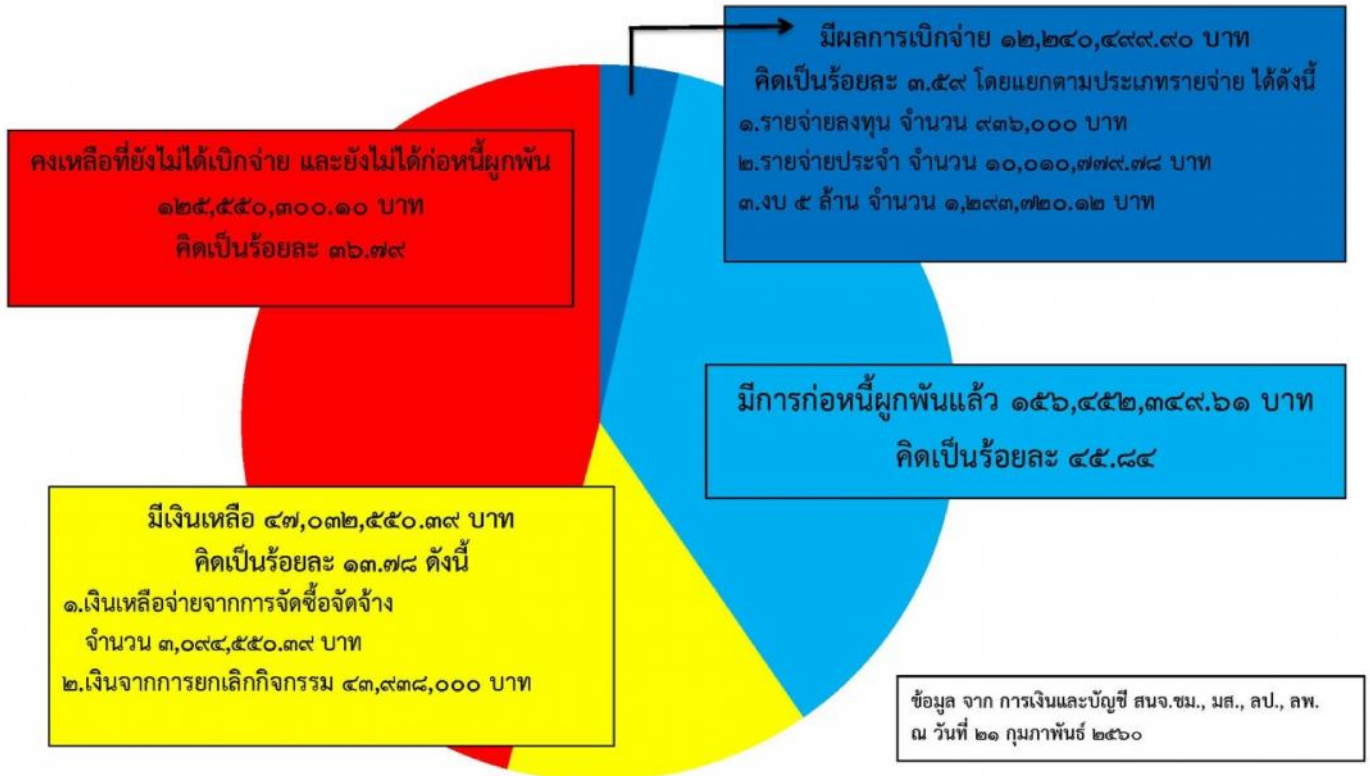 มีผลการเบิกจ่าย ๑๒,๒๔๐,๔๙๙.๙๐ บาท
คิดเป็นร้อยละ ๓.๕๙ โดยแยกตามประเภทรายจ่าย ได้ดังนี้
๑.รายจ่ายลงทุน จำนวน ๙๓๖,๐๐๐ บาท
๒.รายจ่ายประจำ จำนวน ๑๐,๐๑๐,๗๗๙.๗๘ บาท
๓.งบ ๕ ล้าน จำนวน ๑,๒๙๓,๗๒๐.๑๒ บาท
คงเหลือที่ยังไม่ได้เบิกจ่าย และยังไม่ได้ก่อหนี้ผูกพัน
๑๒๕,๕๕๐,๓๐๐.๑๐ บาท
คิดเป็นร้อยละ ๓๖.๗๙
มีการก่อหนี้ผูกพันแล้ว ๑๕๖,๔๕๒,๓๔๙.๖๑ บาท
คิดเป็นร้อยละ ๔๕.๘๔
มีเงินเหลือ ๔๗,๐๓๒,๕๕๐.๓๙ บาท
คิดเป็นร้อยละ ๑๓.๗๘ ดังนี้
๑.เงินเหลือจ่ายจากการจัดซื้อจัดจ้าง
จำนวน ๓,๐๙๔,๕๕๐.๓๙ บาท
๒.เงินจากการยกเลิกกิจกรรม ๔๓,๙๓๘,๐๐๐ บาท
ข้อมูล จาก การเงินและบัญชี สนจ.ชม., มส., ลป., ลพ.
ณ วันที่ ๒๑ กุมภาพันธ์ ๒๕๖๐